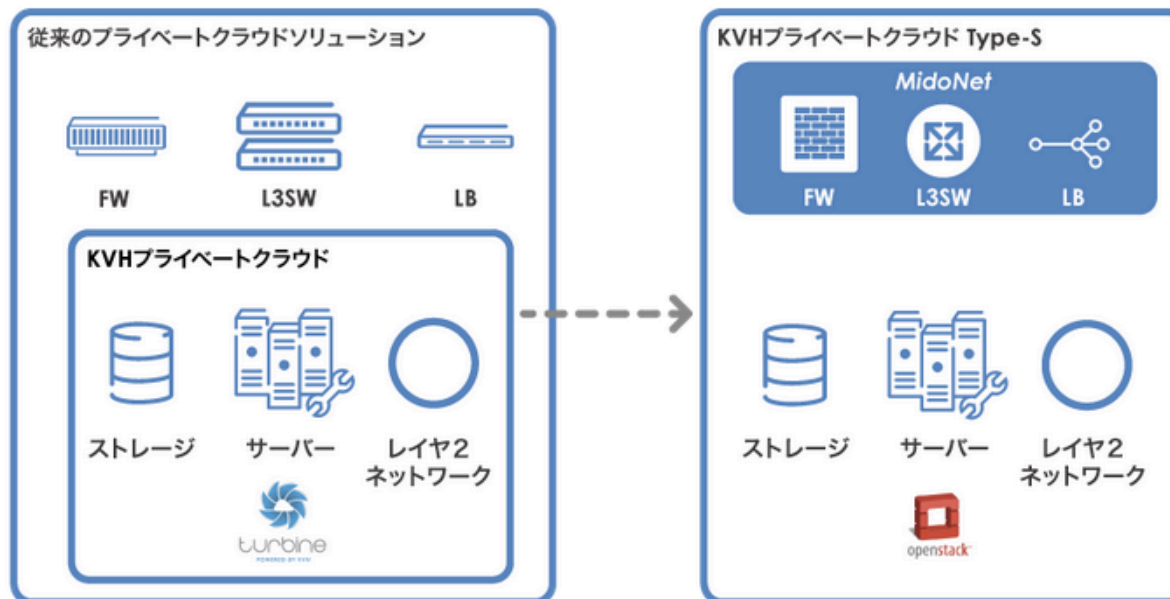 従来のプライベートクラウドソリューション
FW
L3SW
LB
KVHプライベートクラウド
ストレージ
サーバー
レイヤ2
ネットワーク
turbine
POWERED BY KVH
KVHプライベートクラウド Type-S
MidoNet
FW
L3SW
LB
ストレージ
サーバー
レイヤ2
ネットワーク
openstack